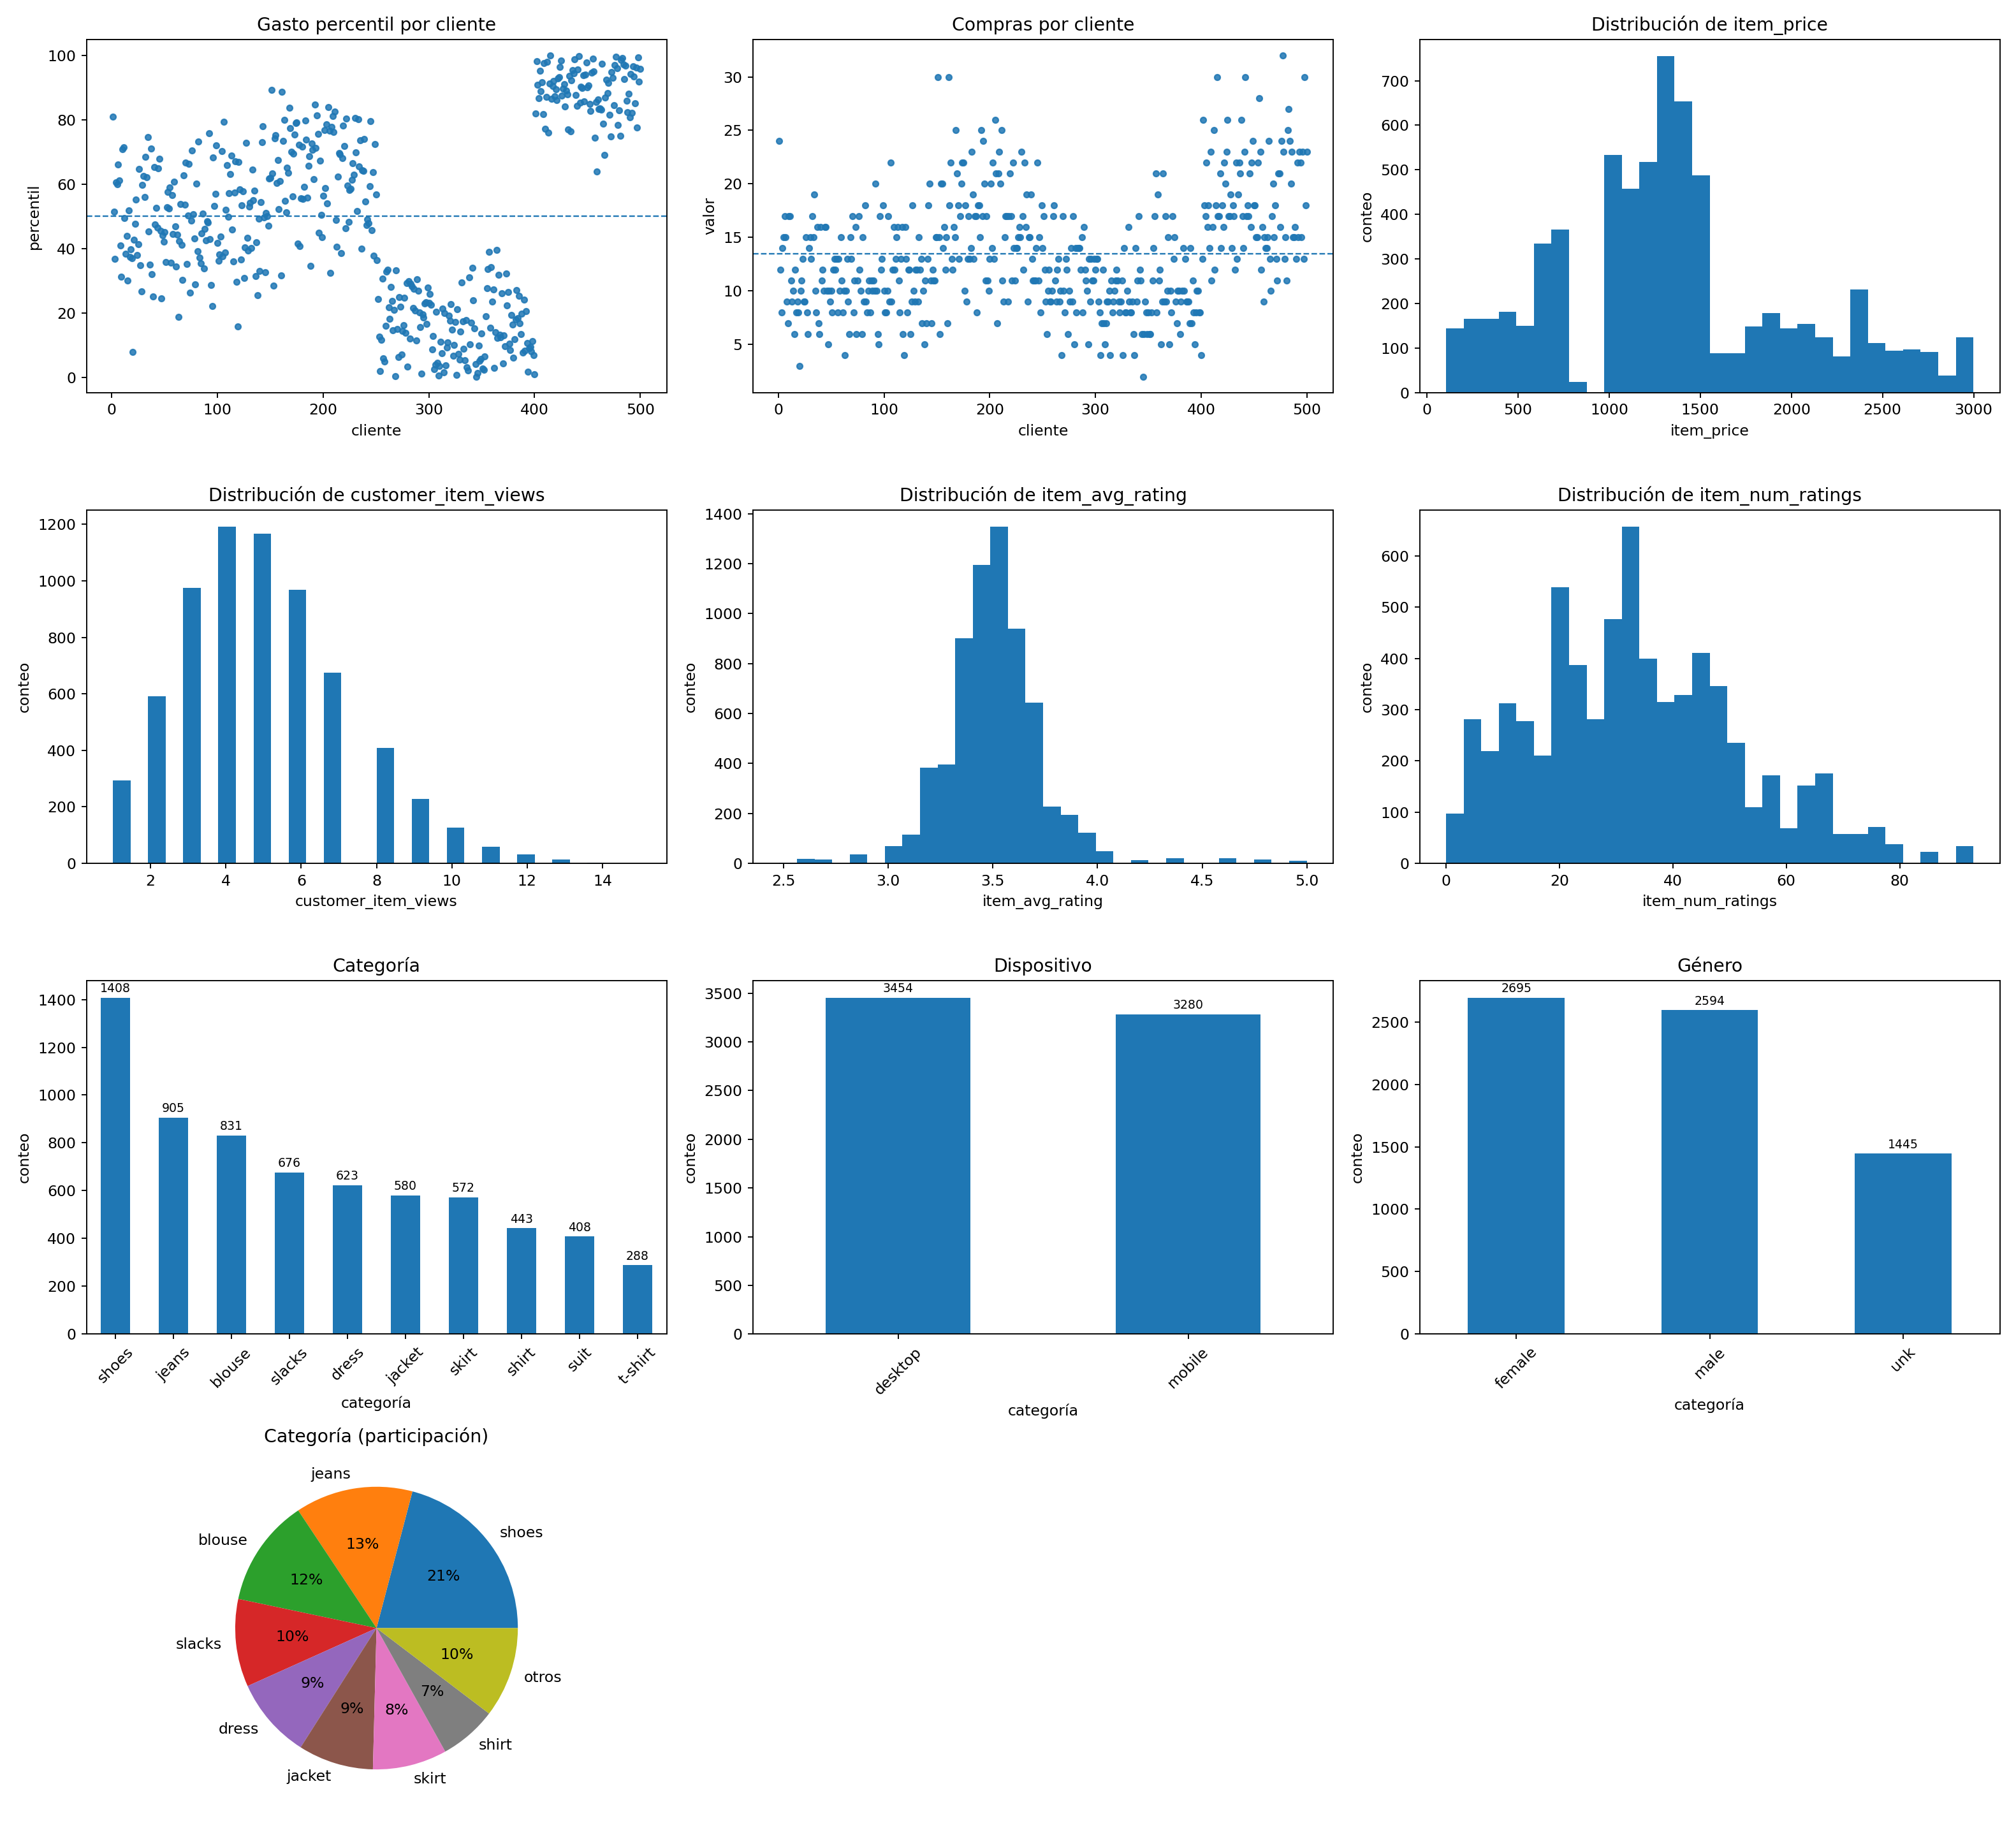 Gasto percentil por cliente
percentil
100
80
60
40
20
0
0 100 200 300 400 500
cliente
Compras por cliente
valor
30
25
20
15
10
5
0 100 200 300 400 500
cliente
Distribución de item_price
conteo
700
600
500
400
300
200
100
0
0 500 1000 1500 2000 2500 3000
item_price
Distribución de customer_item_views
conteo
1200
1000
800
600
400
200
0
2 4 6 8 10 12 14
customer_item_views
Distribución de item_avg_rating
conteo
1400
1200
1000
800
600
400
200
0
2.5 3.0 3.5 4.0 4.5 5.0
item_avg_rating
Distribución de item_num_ratings
conteo
600
500
400
300
200
100
0
0 20 40 60 80
item_num_ratings
Categoría
conteo
1400
1200
1000
800
600
400
200
0
1408 905 831 676 623 580 572 443 408 288
shoes jeans blouse slacks dress jacket skirt shirt suit t-shirt
categoría
Dispositivo
conteo
3500
3000
2500
2000
1500
1000
500
0
3454 3280
desktop mobile
categoría
Género
conteo
2500
2000
1500
1000
500
0
2695 2594 1445
female male unk
categoría
Categoría (participación)
jeans
13%
shoes
21%
blouse
12%
slacks
10%
dress
9%
jacket
9%
skirt
8%
shirt
7%
otros
10%